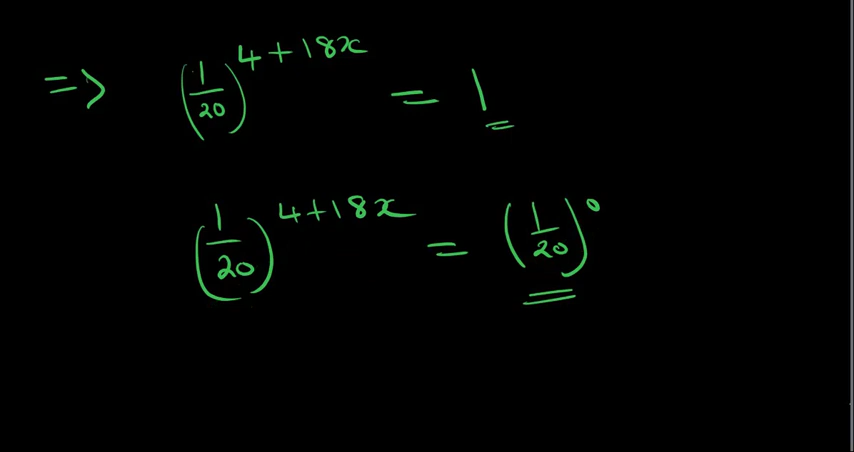 => (1/20)^{4+18x} = 1
(1/20)^{4+18x} = (1/20)^0